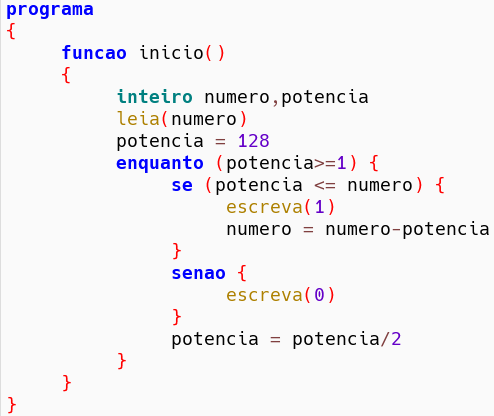 programa
{
funcao inicio()
{
inteiro numero,potencia
leia(numero)
potencia = 128
enquanto (potencia>=1) {
se (potencia <= numero) {
escreva(1)
numero = numero-potencia
}
senao {
escreva(0)
}
potencia = potencia/2
}
}
}